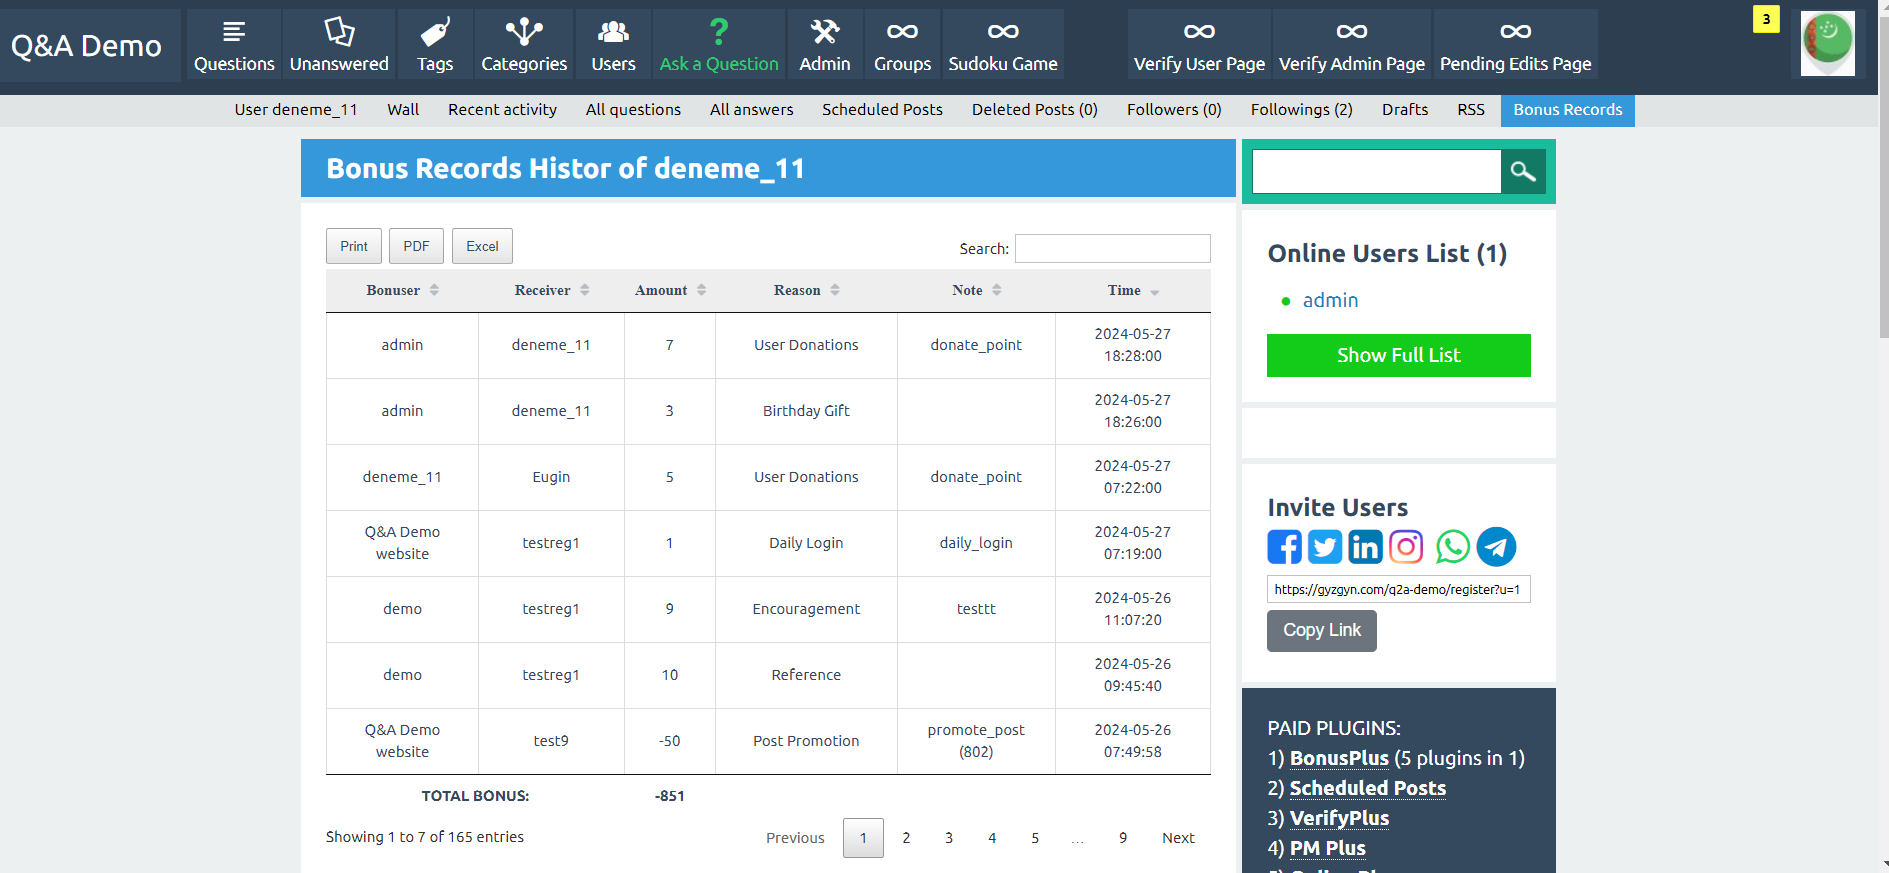 Q&A Demo
Questions
Unanswered
Tags
Categories
Users
?
Ask a Question
Admin
Groups
Sudoku Game
Verify User Page
Verify Admin Page
Pending Edits Page
3
User deneme_11
Wall
Recent activity
All questions
All answers
Scheduled Posts
Deleted Posts (0)
Followers (0)
Followings (2)
Drafts
RSS
Bonus Records
Bonus Records Histor of deneme_11
Print PDF Excel
Search:
Bonuser Receiver Amount Reason Note Time
admin deneme_11 7 User Donations donate_point 2024-05-27 18:28:00
admin deneme_11 3 Birthday Gift 2024-05-27 18:26:00
deneme_11 Eugin 5 User Donations donate_point 2024-05-27 07:22:00
Q&A Demo website testreg1 1 Daily Login daily_login 2024-05-27 07:19:00
demo testreg1 9 Encouragement testtt 2024-05-26 11:07:20
demo testreg1 10 Reference 2024-05-26 09:45:40
Q&A Demo website test9 -50 Post Promotion promote_post (802) 2024-05-26 07:49:58
TOTAL BONUS: -851
Showing 1 to 7 of 165 entries
Previous 1 2 3 4 5 ... 9 Next
Online Users List (1)
admin
Show Full List
Invite Users
https://gyzgyn.com/q2a-demo/register?u=1
Copy Link
PAID PLUGINS:
1) BonusPlus (5 plugins in 1)
2) Scheduled Posts
3) VerifyPlus
4) PM Plus